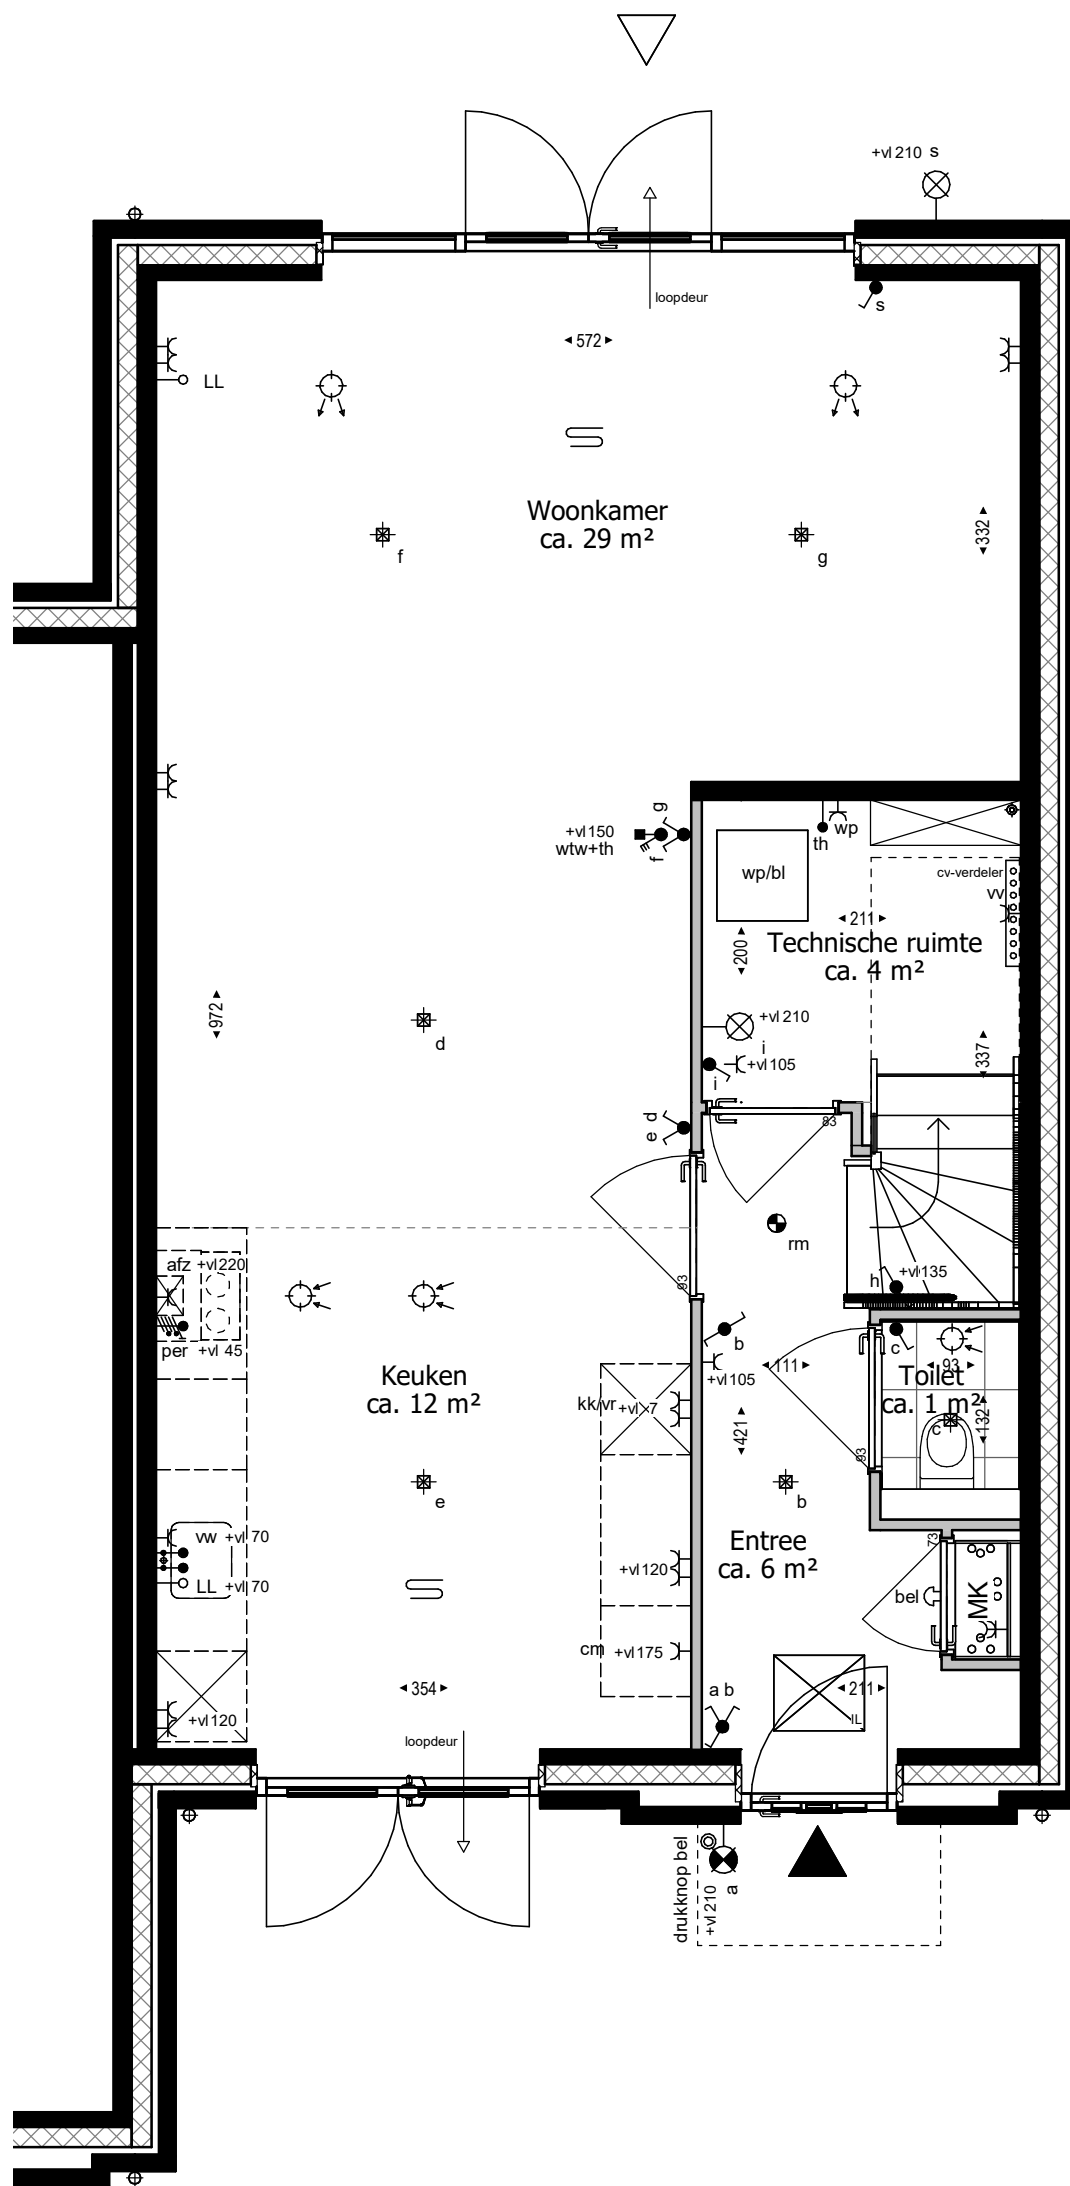 +vl 210 s
loopdeur
s
572
LL
Woonkamer
ca. 29 m²
332
f
g
g
+vl 150
wtw+th
f
th
wp
wp/bl
cv-verdeler
vv
211
200
Technische ruimte
ca. 4 m²
972
d
+vl 210
i
337
+vl 105
i
83
e d
rm
afz +vl 220
93
h
+vl 135
per +vl 45
b
c
+vl 105
111
93
Toilet
ca. 1 m²
Keuken
ca. 12 m²
kk/vr +vl 7
132
421
c
93
e
b
vw +vl 70
Entree
ca. 6 m²
73
+vl 120
LL +vl 70
bel
MK
cm +vl 175
a b
354
211
IL
+vl 120
loopdeur
drukknop bel
+vl 210
a